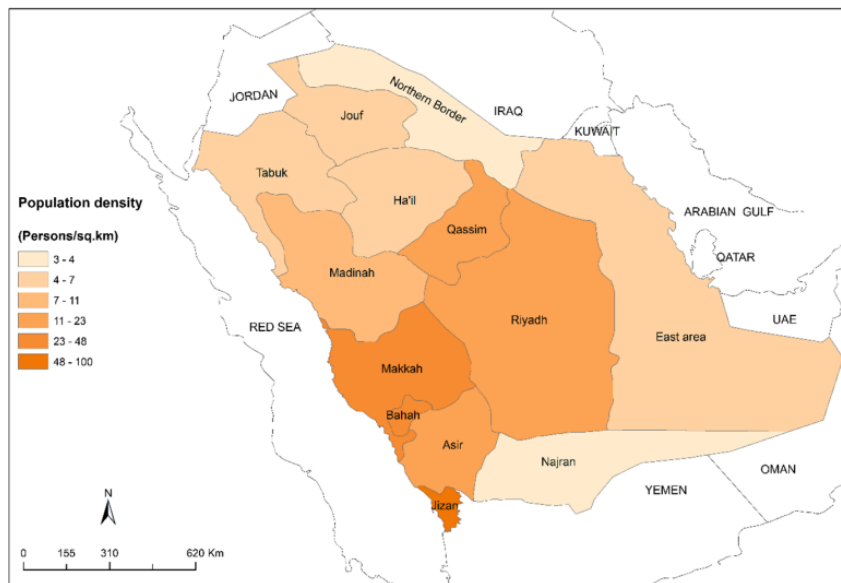 JORDAN
Northern Border
IRAQ
Jouf
KUWAIT
Tabuk
Ha'il
Population density
(Persons/sq.km)
3 - 4
4 - 7
7 - 11
11 - 23
23 - 48
48 - 100
Qassim
ARABIAN GULF
QATAR
Madinah
RED SEA
Riyadh
UAE
East area
Makkah
Bahah
Asir
Najran
OMAN
YEMEN
Jizan
N
0 155 310 620 Km